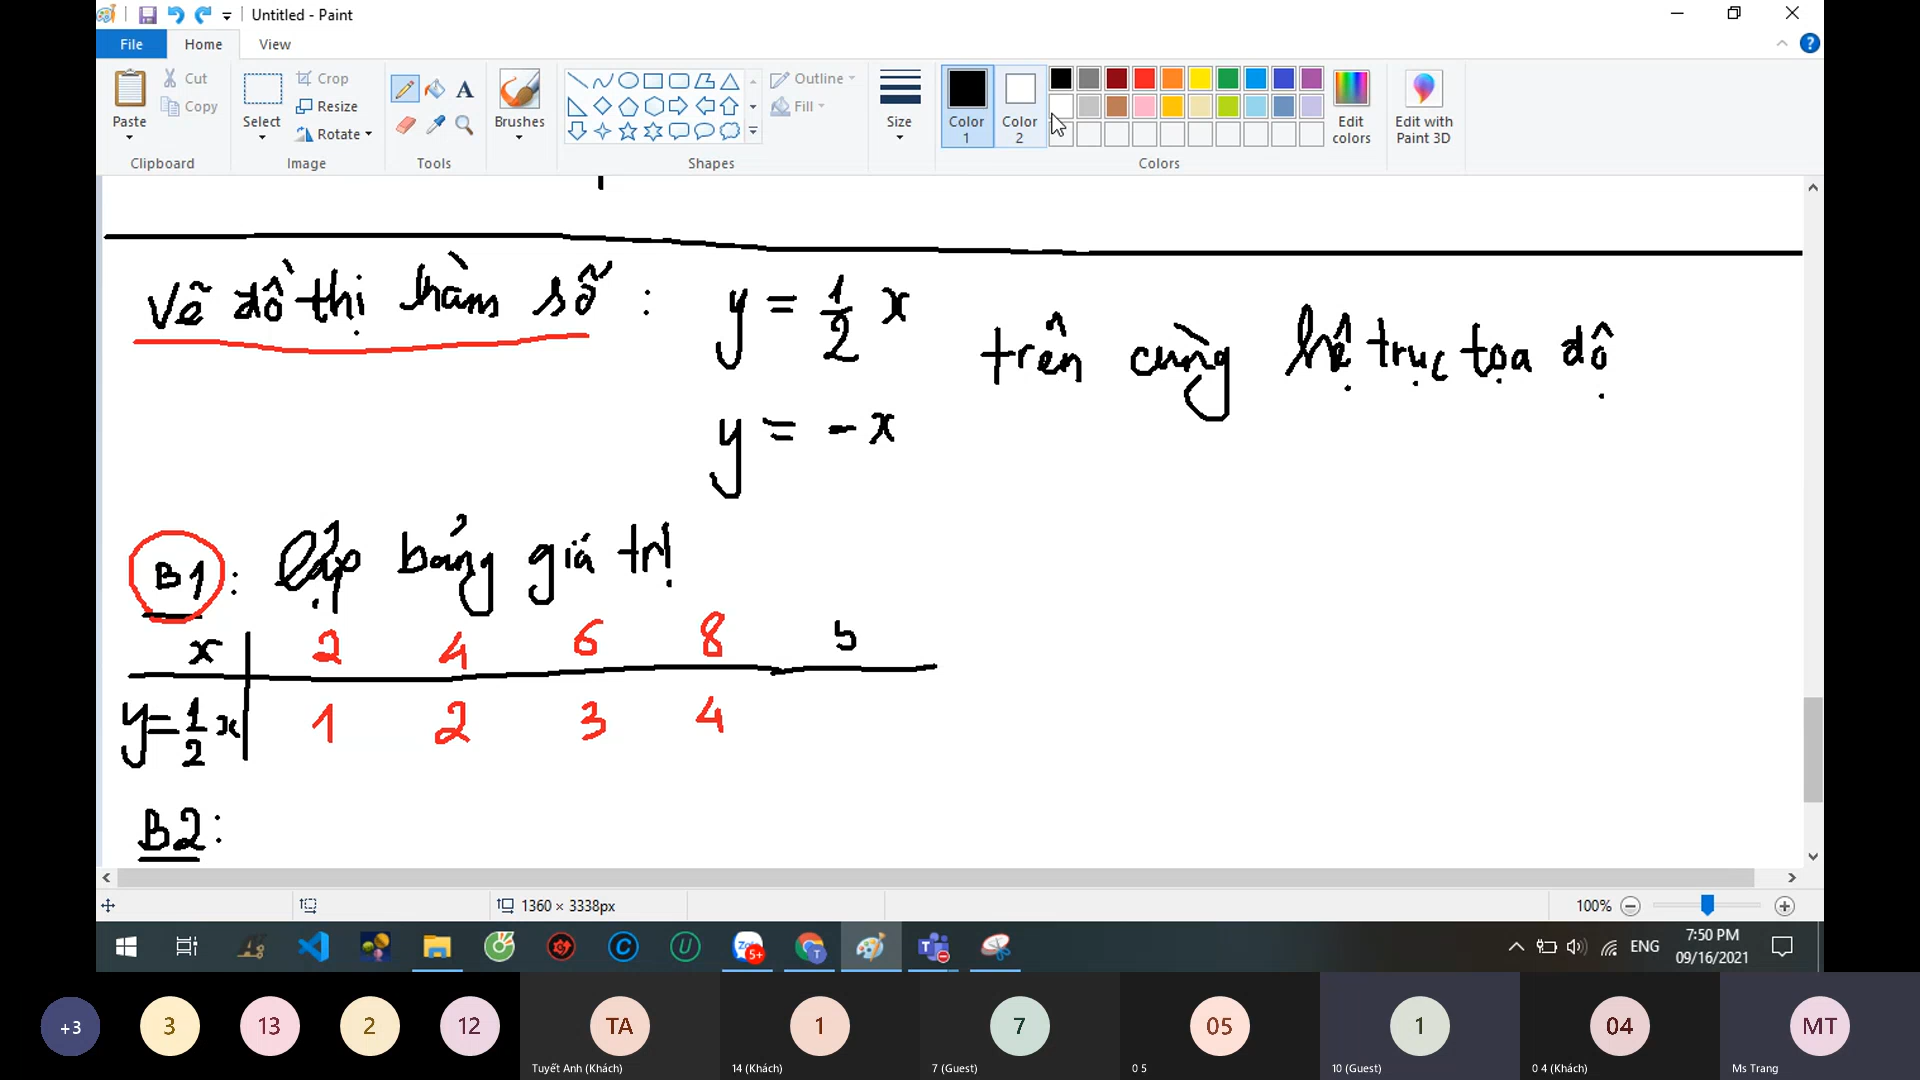 Untitled - Paint
File Home View
Paste Cut Copy Clipboard
Select Crop Resize Rotate Image
Tools
Brushes
Shapes Outline Fill
Size
Color 1 Color 2 Colors
Edit colors
Edit with Paint 3D
Vẽ đồ thị hàm số : y = 1/2 x
trên cùng hệ trục tọa độ
y = - x
B1 : lập bảng giá trị
x 2 4 6 8 5
y = 1/2 x 1 2 3 4
B2 :
1360 × 3338px 100%
Zalo 5+
ENG 7:50 PM
09/16/2021
+3 3 13 2 12 TA 1 7 05 1 04 MT
Tuyết Anh (Khách) 14 (Khách) 7 (Guest) 0 5 10 (Guest) 0 4 (Khách) Ms Trang